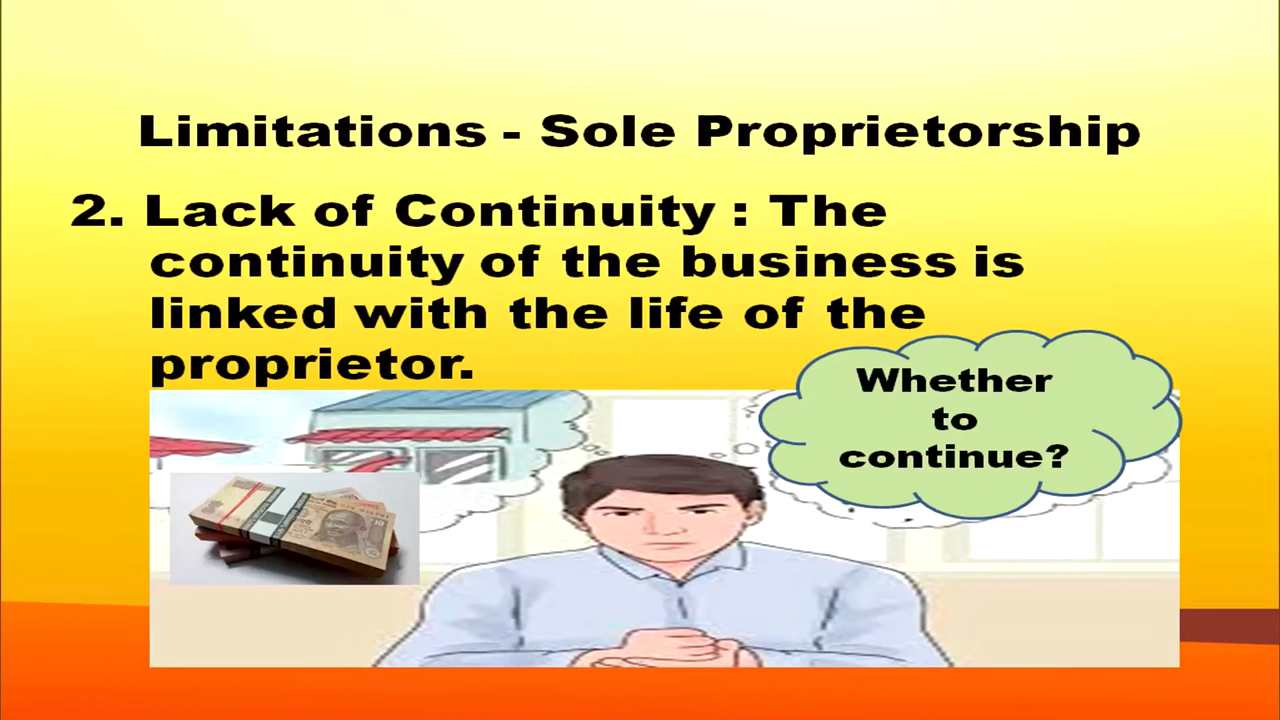 Limitations - Sole Proprietorship
2. Lack of Continuity : The
continuity of the business is
linked with the life of the
proprietor.
Whether
to
continue?